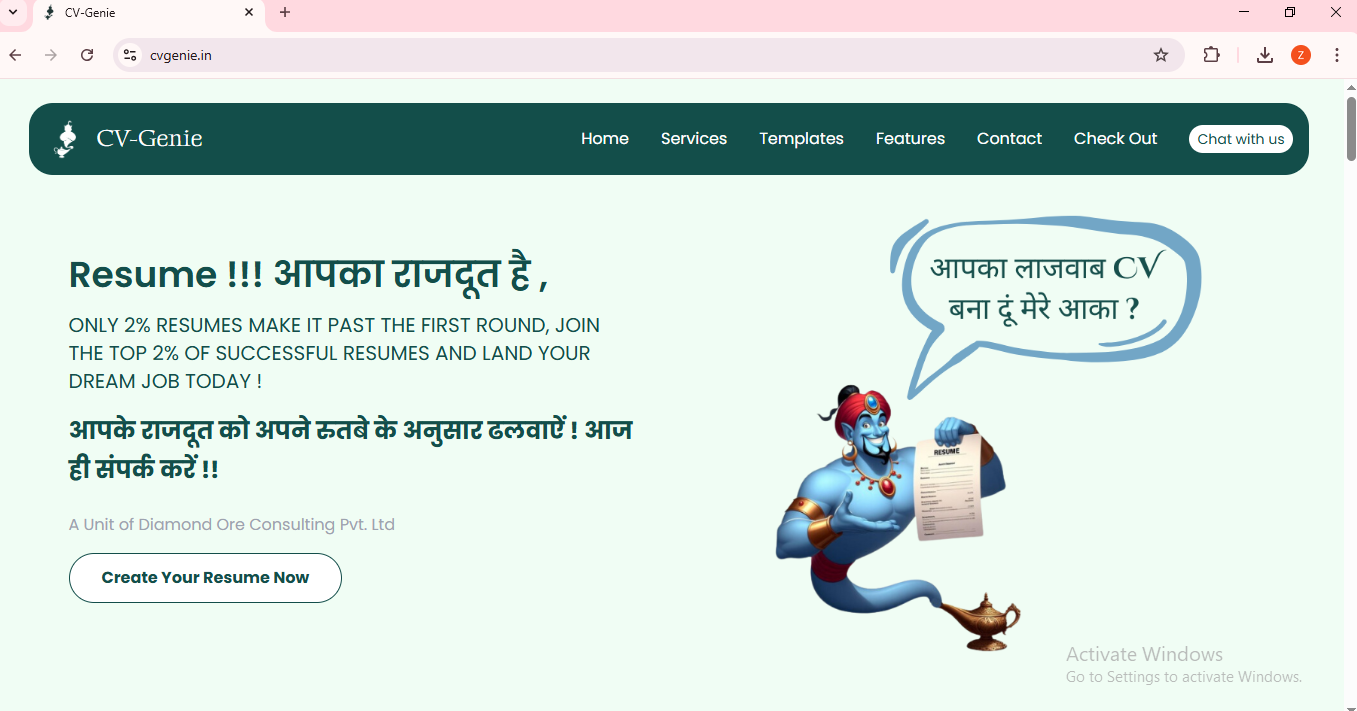 CV-Genie
cvgenie.in
Z
CV-Genie
Home
Services
Templates
Features
Contact
Check Out
Chat with us
Resume !!! आपका राजदूत है ,
ONLY 2% RESUMES MAKE IT PAST THE FIRST ROUND, JOIN
THE TOP 2% OF SUCCESSFUL RESUMES AND LAND YOUR
DREAM JOB TODAY !
आपके राजदूत को अपने रुतबे के अनुसार ढलवाऐं ! आज
ही संपर्क करें !!
A Unit of Diamond Ore Consulting Pvt. Ltd
Create Your Resume Now
आपका लाजवाब CV
बना दूं मेरे आका ?
RESUME
Activate Windows
Go to Settings to activate Windows.